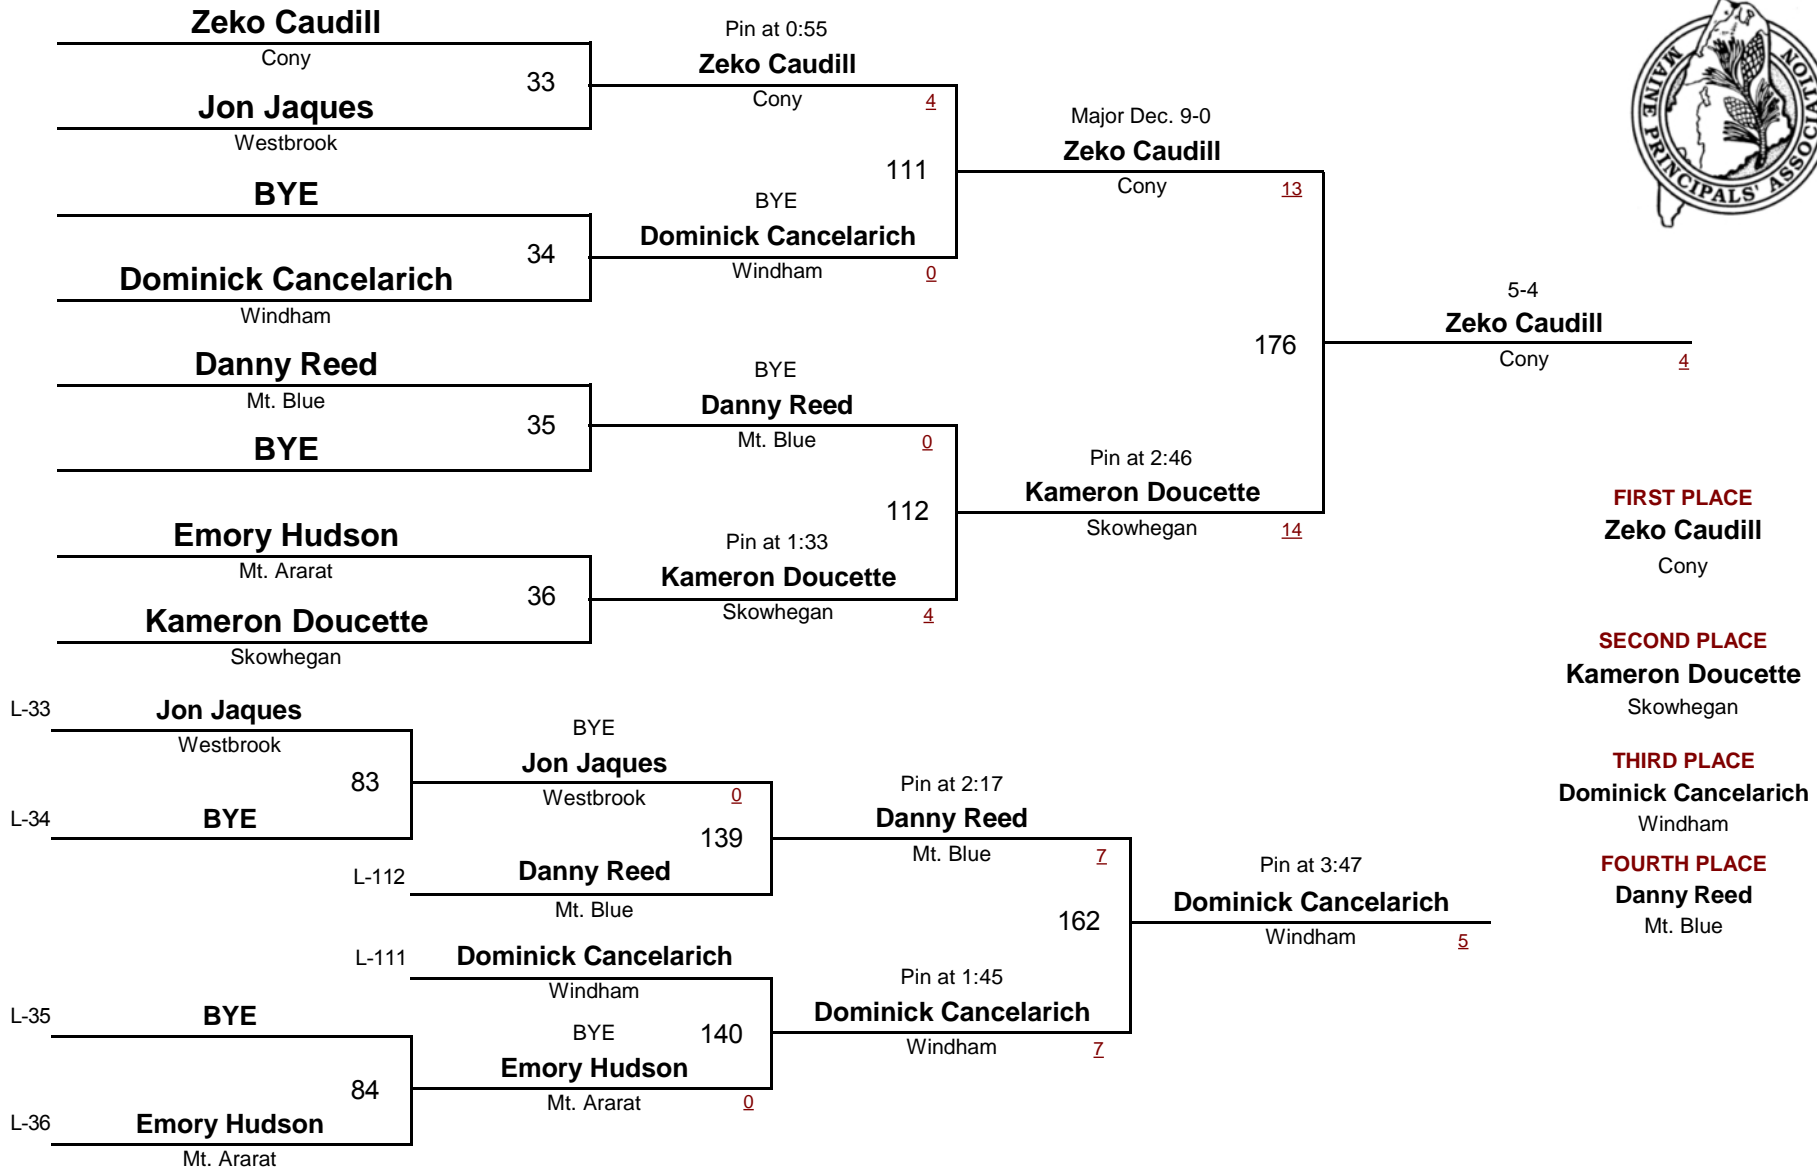 Zeko Caudill
Cony
33
Jon Jaques
Westbrook
BYE
34
Dominick Cancelarich
Windham
Danny Reed
Mt. Blue
35
BYE
Emory Hudson
Mt. Ararat
36
Kameron Doucette
Skowhegan
Pin at 0:55
Zeko Caudill
Cony 4
111
BYE
Dominick Cancelarich
Windham 0
BYE
Danny Reed
Mt. Blue 0
112
Pin at 1:33
Kameron Doucette
Skowhegan 4
Major Dec. 9-0
Zeko Caudill
Cony 13
176
Pin at 2:46
Kameron Doucette
Skowhegan 14
5-4
Zeko Caudill
Cony 4
MAINE PRINCIPALS' ASSOCIATION
FIRST PLACE
Zeko Caudill
Cony
SECOND PLACE
Kameron Doucette
Skowhegan
THIRD PLACE
Dominick Cancelarich
Windham
FOURTH PLACE
Danny Reed
Mt. Blue
L-33 Jon Jaques
Westbrook
83
L-34 BYE
BYE
Jon Jaques
Westbrook 0
139
L-112 Danny Reed
Mt. Blue
L-111 Dominick Cancelarich
Windham
140
BYE
Emory Hudson
Mt. Ararat 0
L-35 BYE
84
L-36 Emory Hudson
Mt. Ararat
Pin at 2:17
Danny Reed
Mt. Blue 7
162
Pin at 1:45
Dominick Cancelarich
Windham 7
Pin at 3:47
Dominick Cancelarich
Windham 5